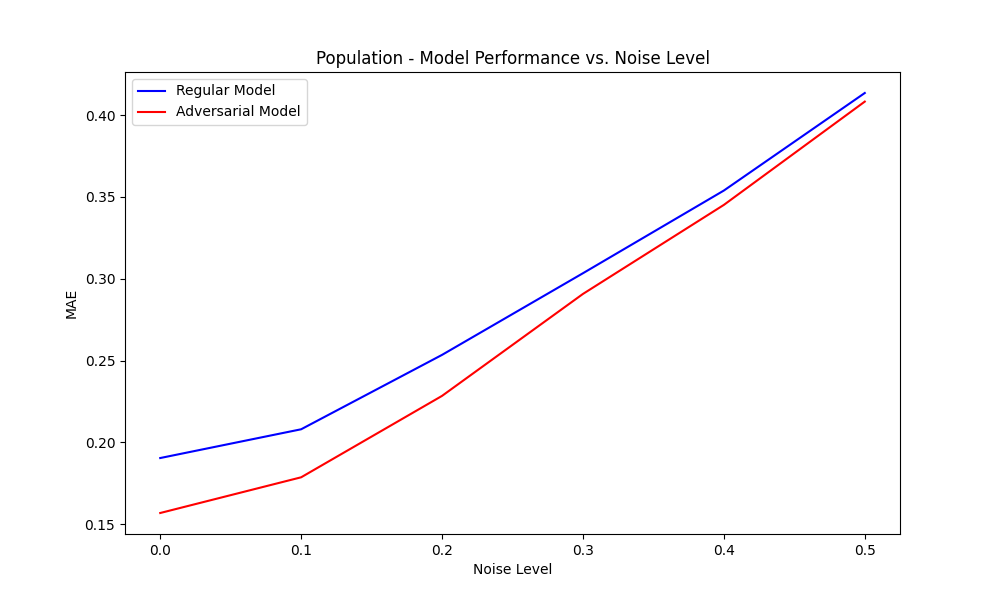 Population - Model Performance vs. Noise Level
Regular Model
Adversarial Model
0.40
0.35
0.30
0.25
0.20
0.15
MAE
0.0 0.1 0.2 0.3 0.4 0.5
Noise Level